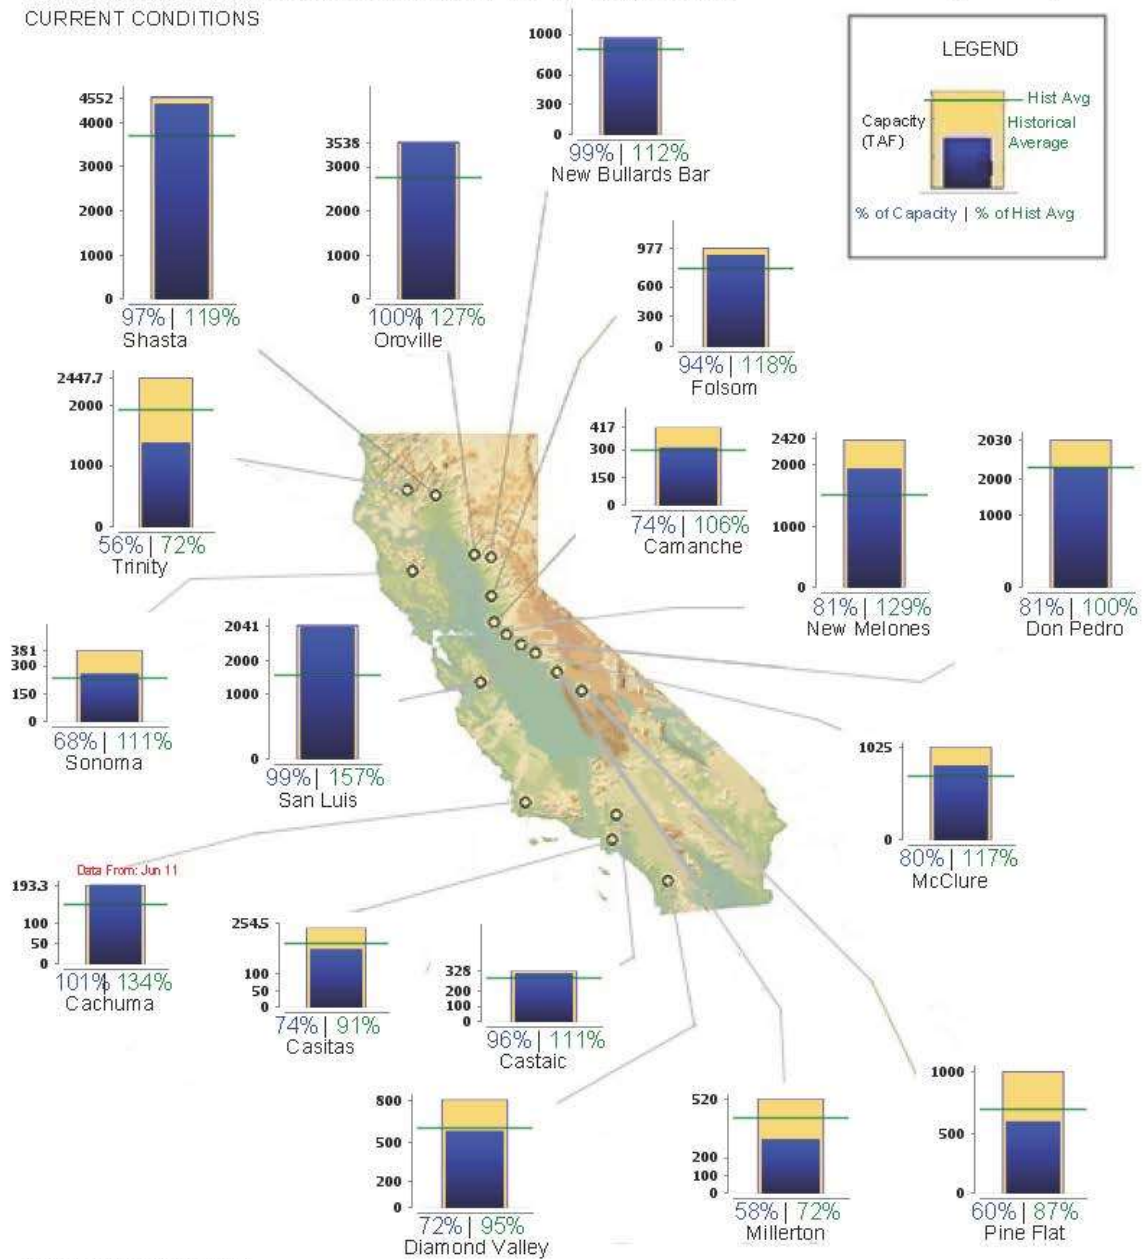 CURRENT CONDITIONS
1000
600
300
0
99% | 112%
New Bullards Bar
LEGEND
Hist Avg
Capacity
(TAF)
Historical
Average
% of Capacity | % of Hist Avg
4552
4000
3000
2000
1000
0
97% | 119%
Shasta
3538
3000
2000
1000
0
100% | 127%
Oroville
977
600
300
0
94% | 118%
Folsom
2447.7
2000
1000
0
56% | 72%
Trinity
417
300
150
0
74% | 106%
Camanche
2420
2000
1000
0
81% | 129%
New Melones
2030
2000
1000
0
81% | 100%
Don Pedro
381
300
150
0
68% | 111%
Sonoma
2041
2000
1000
0
99% | 157%
San Luis
1025
0
80% | 117%
McClure
Data From: Jun 11
193.3
100
50
0
101% | 134%
Cachuma
254.5
100
50
0
74% | 91%
Casitas
328
200
100
0
96% | 111%
Castaic
800
500
200
0
72% | 95%
Diamond Valley
520
200
100
0
58% | 72%
Millerton
1000
500
0
60% | 87%
Pine Flat